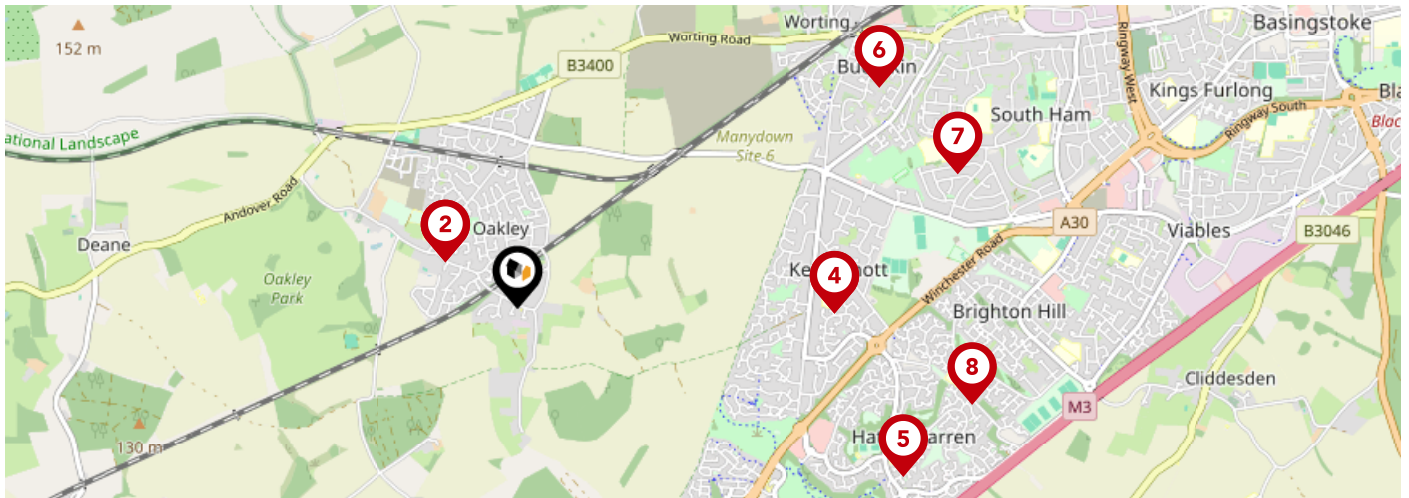 Worting
Basingstoke
152 m
6
Worting Road
B3400
Ringway West
Kings Furlong
South Ham
Ringway South
ational Landscape
7
Manydown
Site 6
Andover Road
2
Oakley
A30
Viables
B3046
Deane
Oakley
Park
4
Winchester Road
Brighton Hill
8
Cliddesden
M3
130 m
5